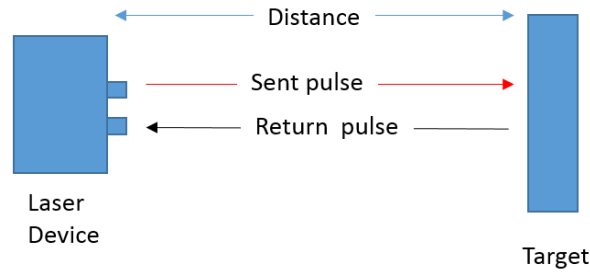 Distance
Sent pulse
Return pulse
Laser
Device
Target